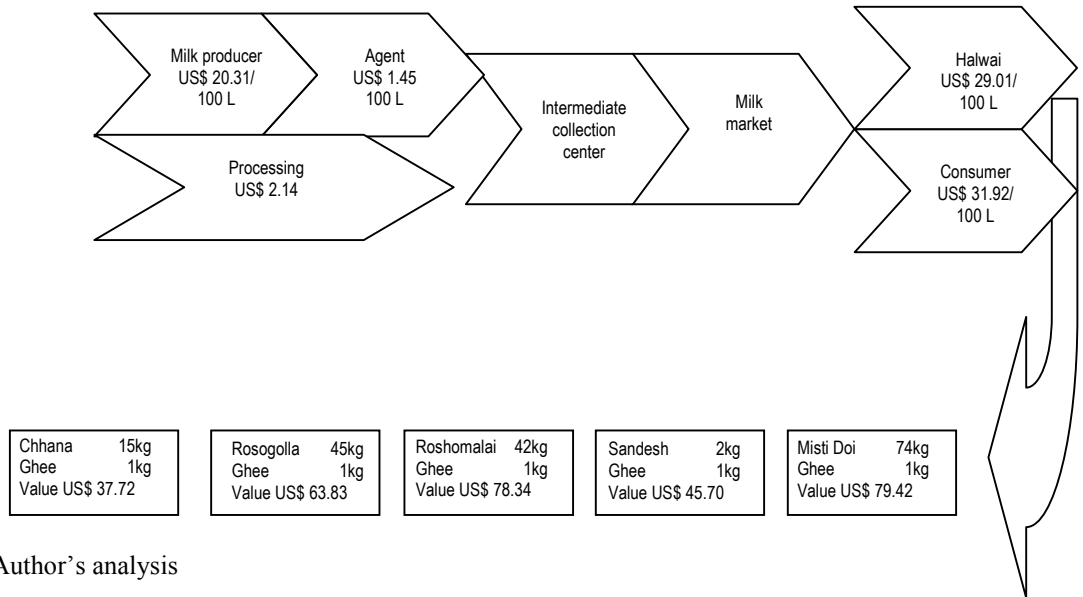 Milk producer
US$ 20.31/
100 L
Agent
US$ 1.45
100 L
Processing
US$ 2.14
Intermediate
collection
center
Milk
market
Halwai
US$ 29.01/
100 L
Consumer
US$ 31.92/
100 L
Chhana 15kg
Ghee 1kg
Value US$ 37.72
Rosogolla 45kg
Ghee 1kg
Value US$ 63.83
Roshomalai 42kg
Ghee 1kg
Value US$ 78.34
Sandesh 2kg
Ghee 1kg
Value US$ 45.70
Misti Doi 74kg
Ghee 1kg
Value US$ 79.42
Author’s analysis